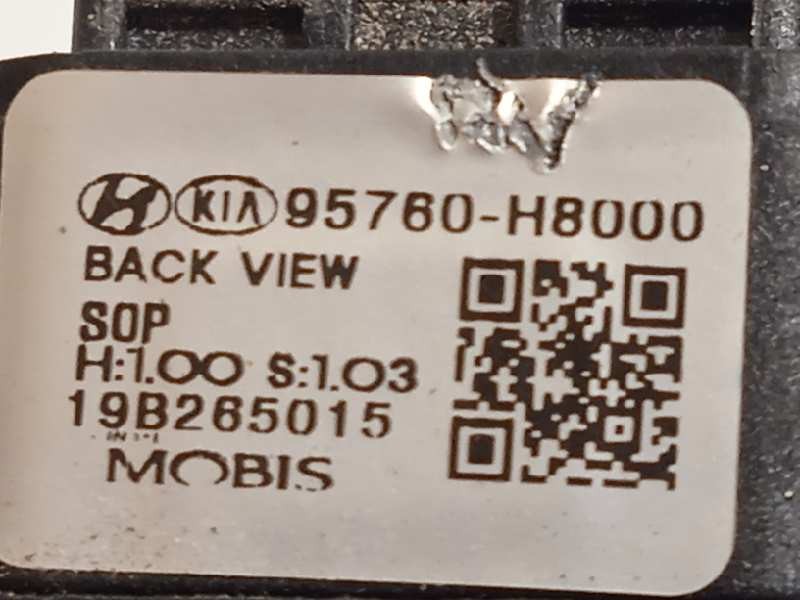 KIA 95760-H8000
BACK VIEW
SOP
H:1.00 S:1.03
19B265015
MOBIS